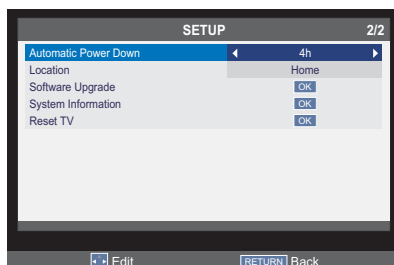 SETUP 2/2
Automatic Power Down 4h
Location Home
Software Upgrade OK
System Information OK
Reset TV OK
Edit RETURN Back